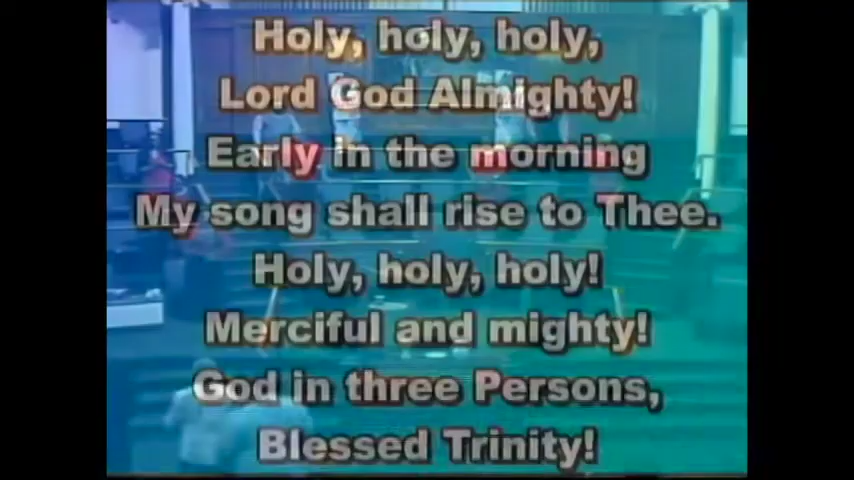 Holy, holy, holy,
Lord God Almighty!
Early in the morning
My song shall rise to Thee.
Holy, holy, holy!
Merciful and mighty!
God in three Persons,
Blessed Trinity!